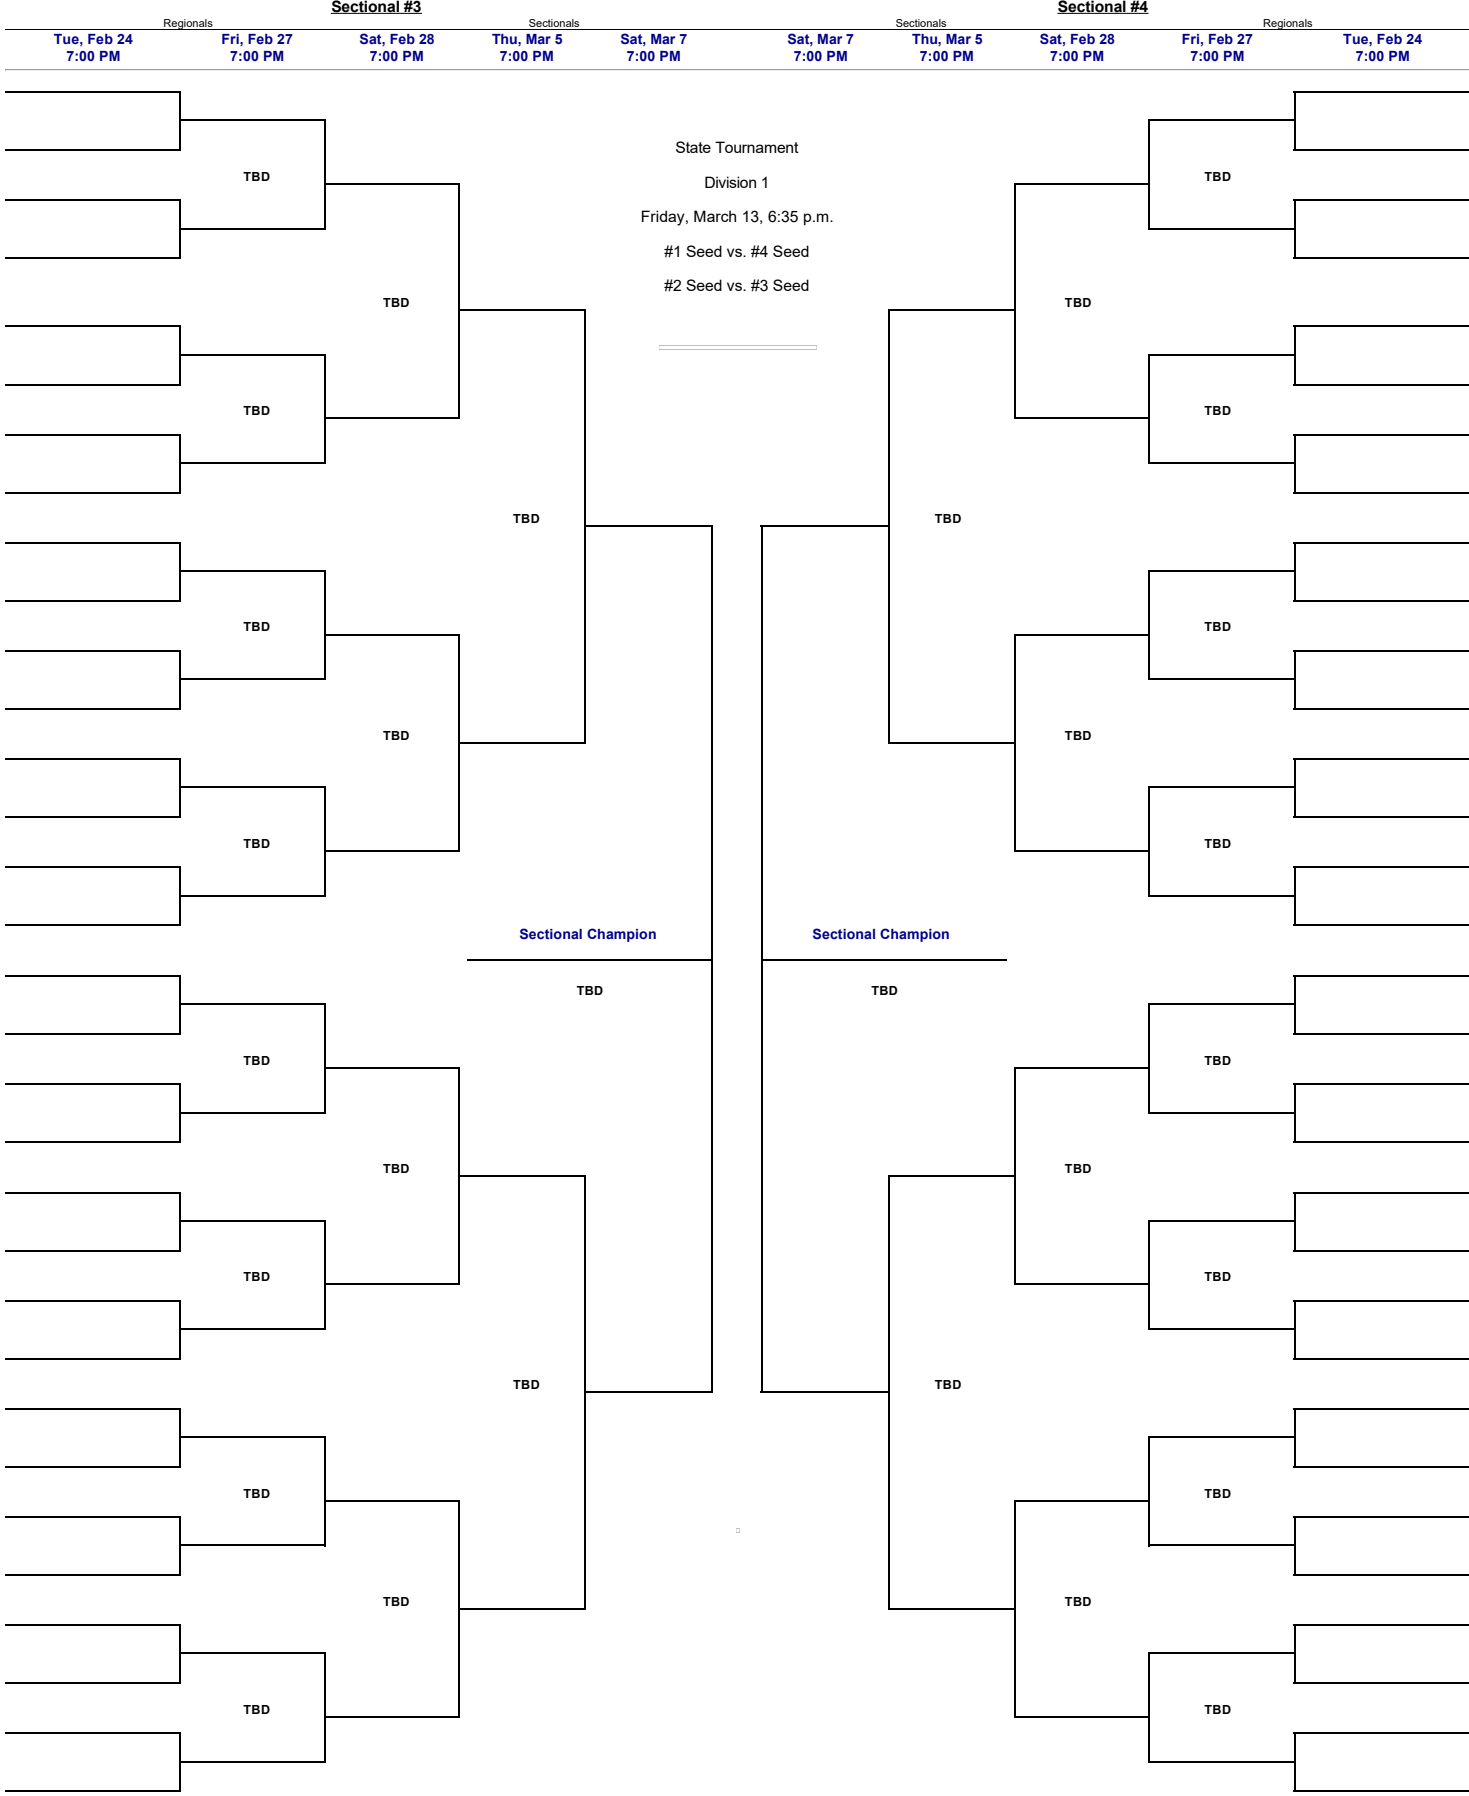 Sectional #3 Sectional #4
Regionals Sectionals Sectionals Regionals
Tue, Feb 24 Fri, Feb 27 Sat, Feb 28 Thu, Mar 5 Sat, Mar 7 Sat, Mar 7 Thu, Mar 5 Sat, Feb 28 Fri, Feb 27 Tue, Feb 24
7:00 PM 7:00 PM 7:00 PM 7:00 PM 7:00 PM 7:00 PM 7:00 PM 7:00 PM 7:00 PM 7:00 PM
State Tournament
TBD TBD
Division 1
Friday, March 13, 6:35 p.m.
#1 Seed vs. #4 Seed
#2 Seed vs. #3 Seed
TBD TBD
TBD TBD
TBD TBD
TBD TBD
TBD TBD
TBD TBD
Sectional Champion Sectional Champion
TBD TBD
TBD TBD
TBD TBD
TBD TBD
TBD TBD
TBD TBD
TBD TBD
TBD TBD